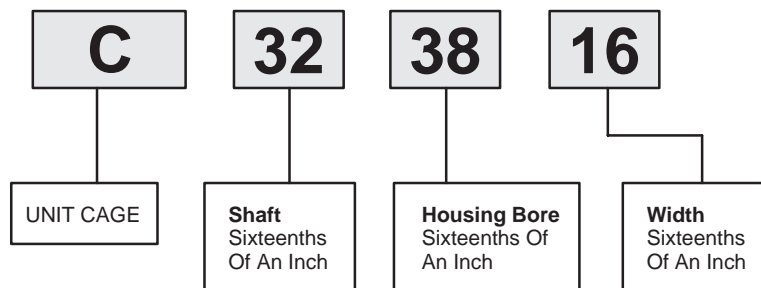 C 32 38 16
UNIT CAGE
Shaft
Sixteenths
Of An Inch
Housing Bore
Sixteenths Of
An Inch
Width
Sixteenths
Of An Inch